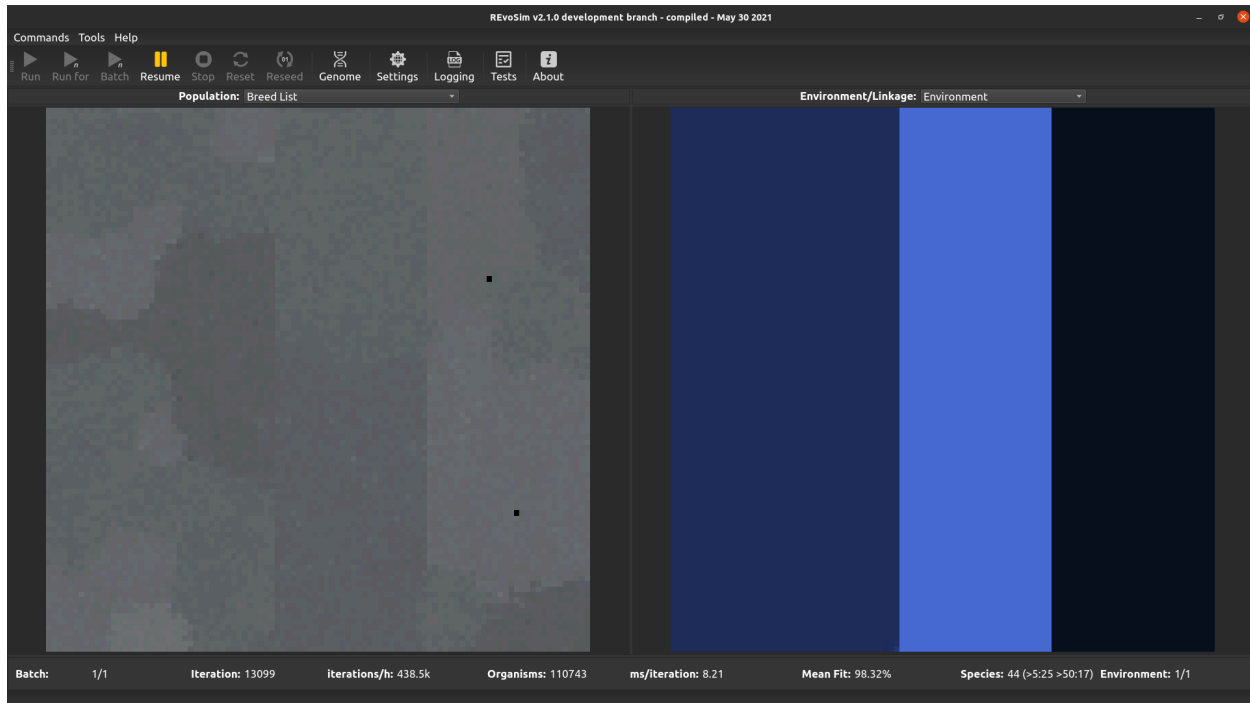 REvoSim v2.1.0 development branch - compiled - May 30 2021
Commands Tools Help
Run Run for Batch Resume Stop Reset Reseed Genome Settings Logging Tests About
Population: Breed List Environment/Linkage: Environment
Batch: 1/1 Iteration: 13099 iterations/h: 438.5k Organisms: 110743 ms/iteration: 8.21 Mean Fit: 98.32% Species: 44 (>5:25 >50:17) Environment: 1/1